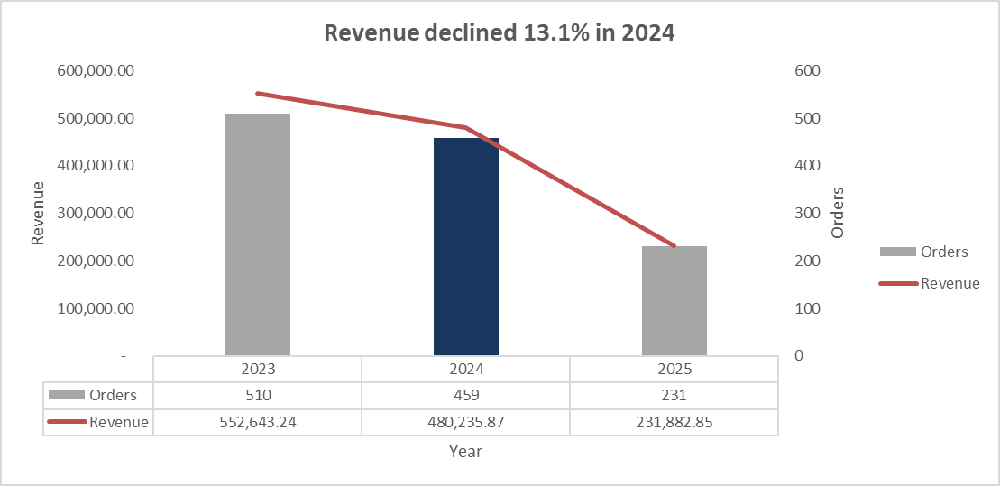 Revenue declined 13.1% in 2024
600,000.00
500,000.00
400,000.00
300,000.00
200,000.00
100,000.00
-
Revenue
600
500
400
300
200
100
0
Orders
Orders
Revenue
2023 2024 2025
Orders 510 459 231
Revenue 552,643.24 480,235.87 231,882.85
Year